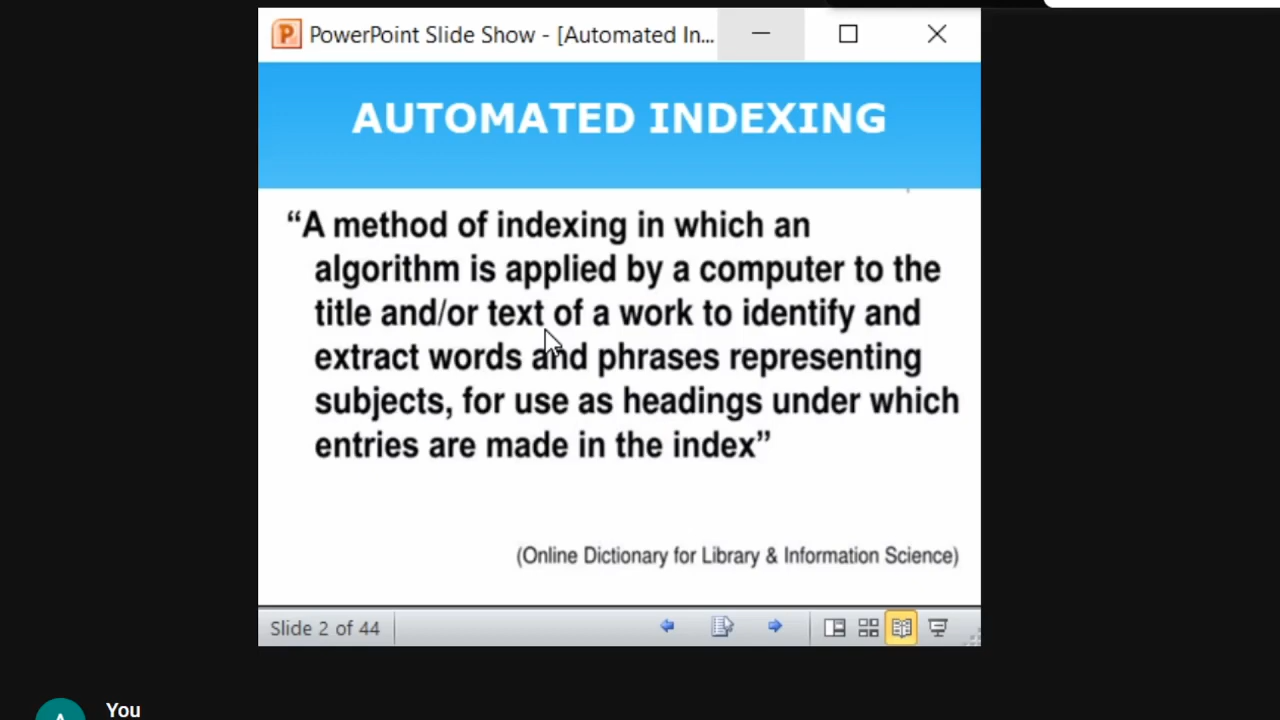 PowerPoint Slide Show - [Automated In...
AUTOMATED INDEXING
“A method of indexing in which an
algorithm is applied by a computer to the
title and/or text of a work to identify and
extract words and phrases representing
subjects, for use as headings under which
entries are made in the index”
(Online Dictionary for Library & Information Science)
Slide 2 of 44
You